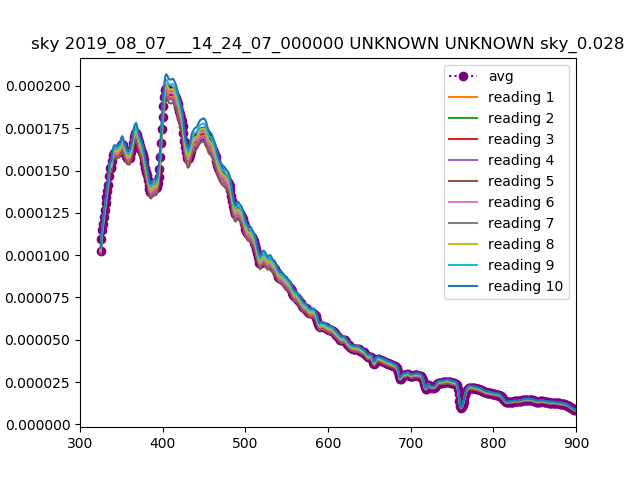 sky 2019_08_07___14_24_07_000000 UNKNOWN UNKNOWN sky_0.028
0.000200
0.000175
0.000150
0.000125
0.000100
0.000075
0.000050
0.000025
0.000000
300 400 500 600 700 800 900
avg
reading 1
reading 2
reading 3
reading 4
reading 5
reading 6
reading 7
reading 8
reading 9
reading 10